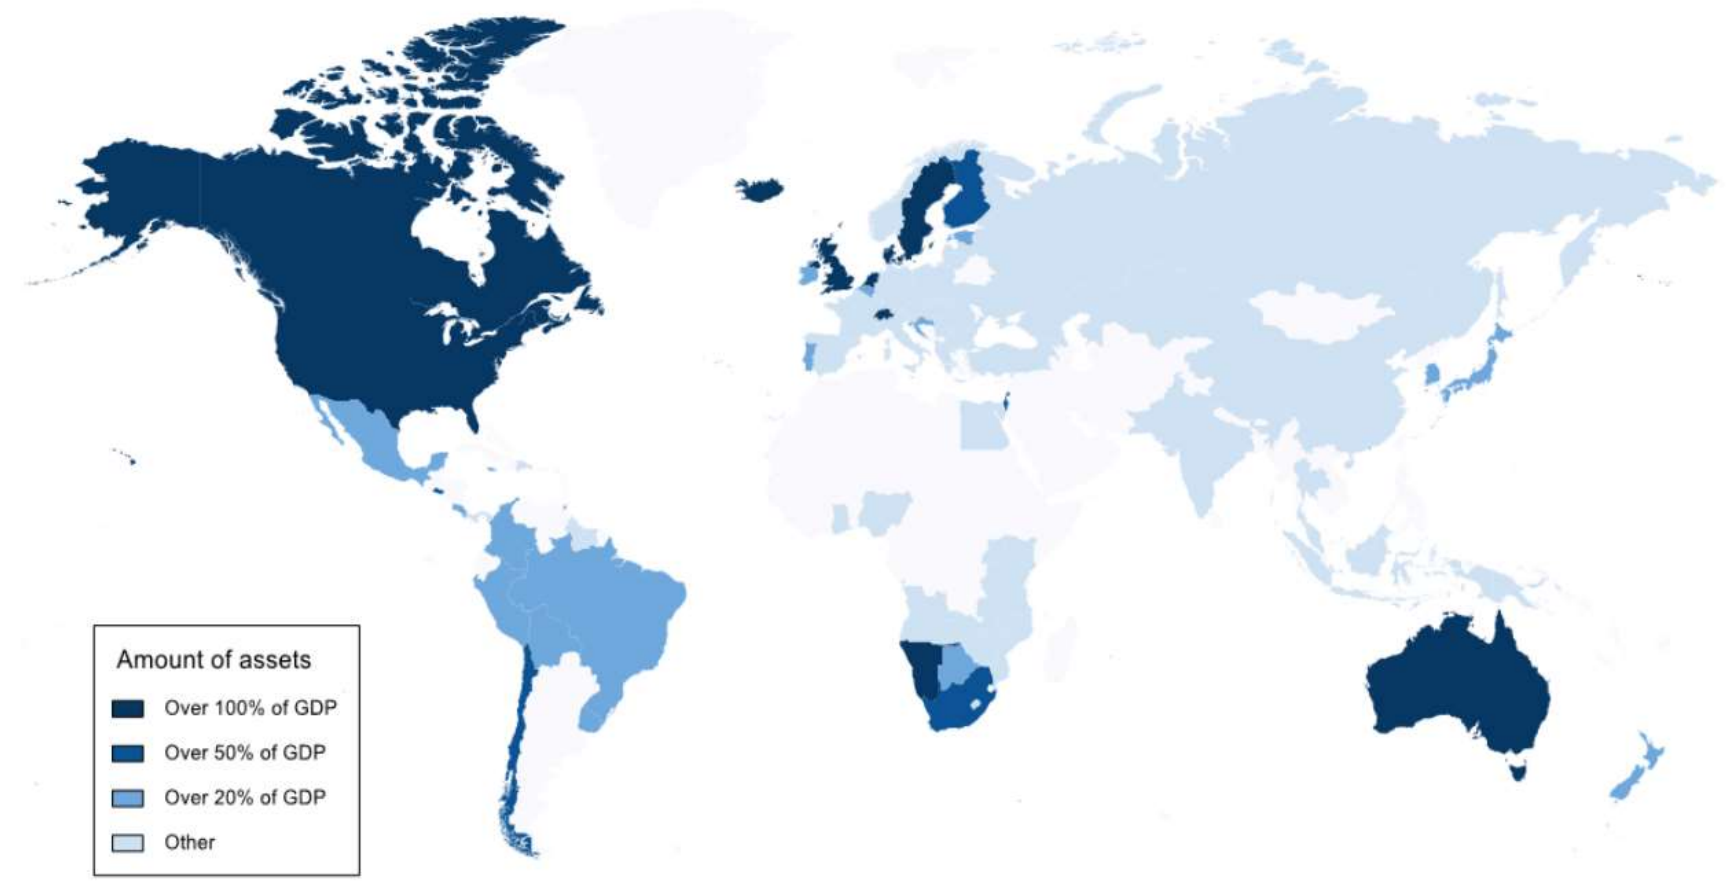 Amount of assets
Over 100% of GDP
Over 50% of GDP
Over 20% of GDP
Other